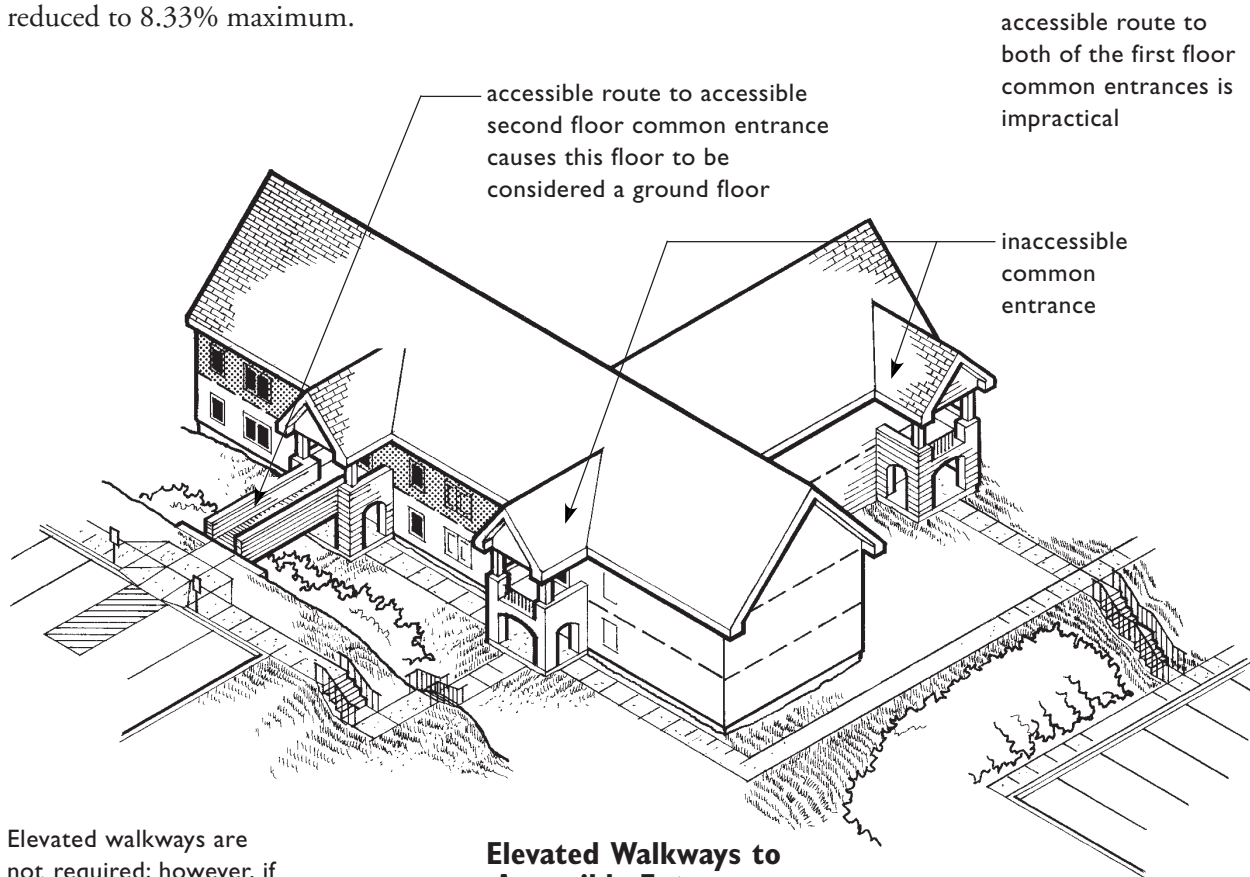 reduced to 8.33% maximum.
accessible route to
both of the first floor
common entrances is
impractical
accessible route to accessible
second floor common entrance
causes this floor to be
considered a ground floor
inaccessible
common
entrance
Elevated walkways are
not required; however, if
Elevated Walkways to